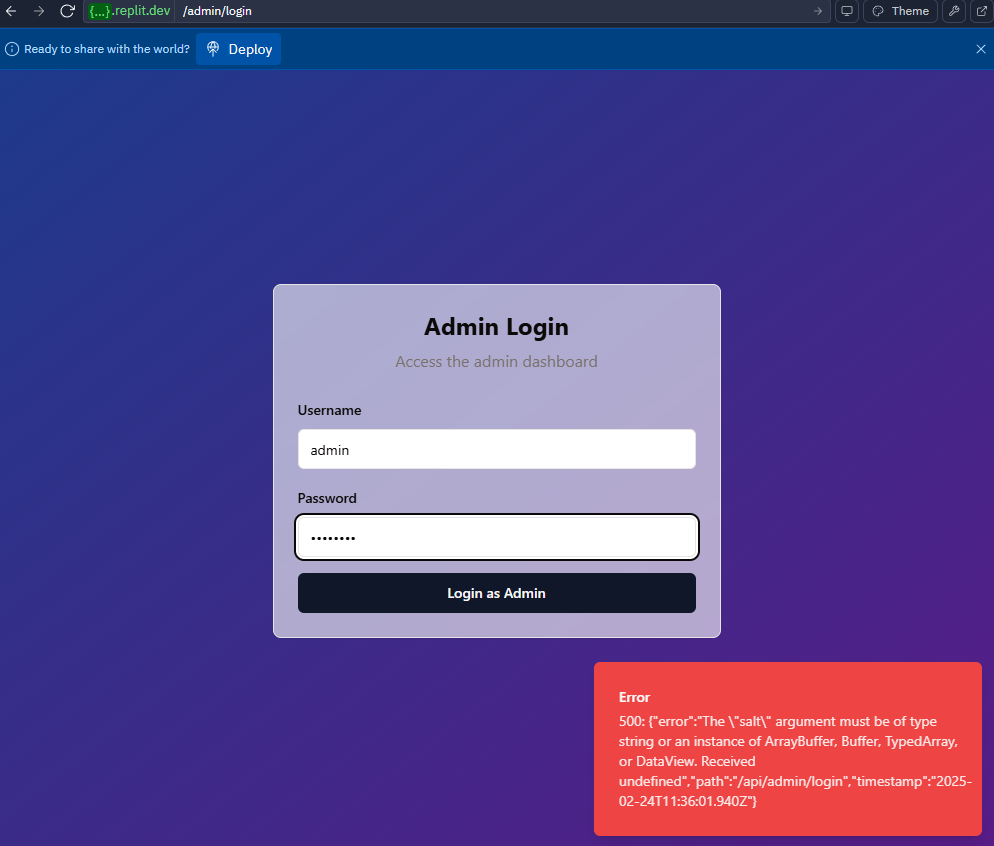 {...}.replit.dev /admin/login Theme
Ready to share with the world? Deploy
Admin Login
Access the admin dashboard
Username
admin
Password
••••••••
Login as Admin
Error
500: {"error":"The \"salt\" argument must be of type
string or an instance of ArrayBuffer, Buffer, TypedArray,
or DataView. Received
undefined","path":"/api/admin/login","timestamp":"2025-
02-24T11:36:01.940Z"}